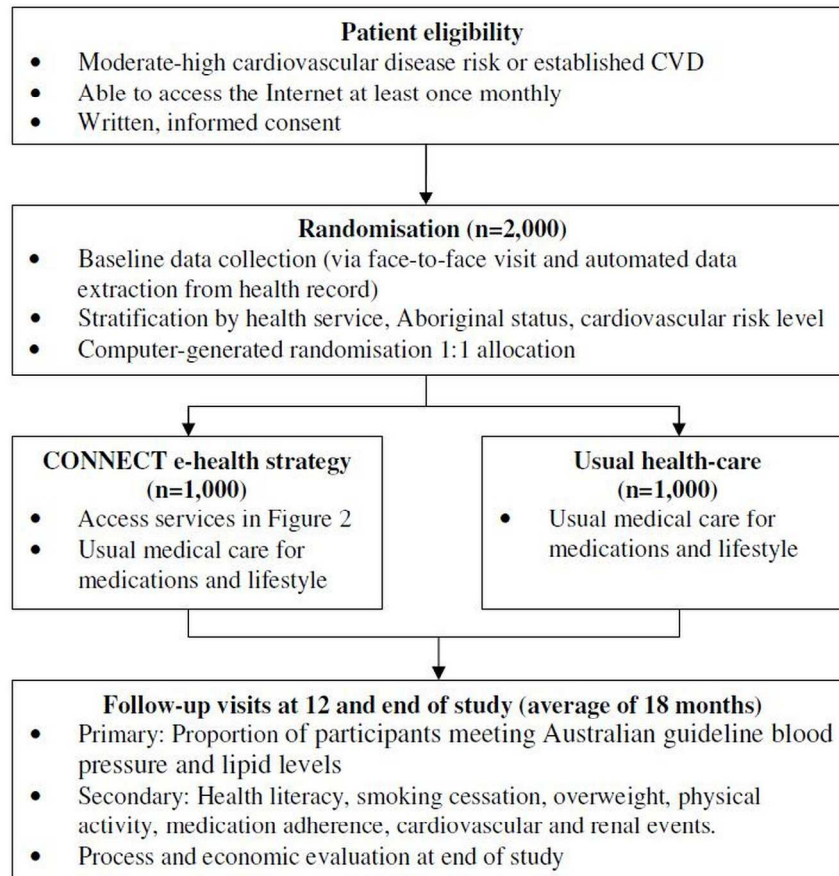 Patient eligibility
• Moderate-high cardiovascular disease risk or established CVD
• Able to access the Internet at least once monthly
• Written, informed consent
Randomisation (n=2,000)
• Baseline data collection (via face-to-face visit and automated data
extraction from health record)
• Stratification by health service, Aboriginal status, cardiovascular risk level
• Computer-generated randomisation 1:1 allocation
CONNECT e-health strategy
(n=1,000)
• Access services in Figure 2
• Usual medical care for
medications and lifestyle
Usual health-care
(n=1,000)
• Usual medical care for
medications and lifestyle
Follow-up visits at 12 and end of study (average of 18 months)
• Primary: Proportion of participants meeting Australian guideline blood
pressure and lipid levels
• Secondary: Health literacy, smoking cessation, overweight, physical
activity, medication adherence, cardiovascular and renal events.
• Process and economic evaluation at end of study